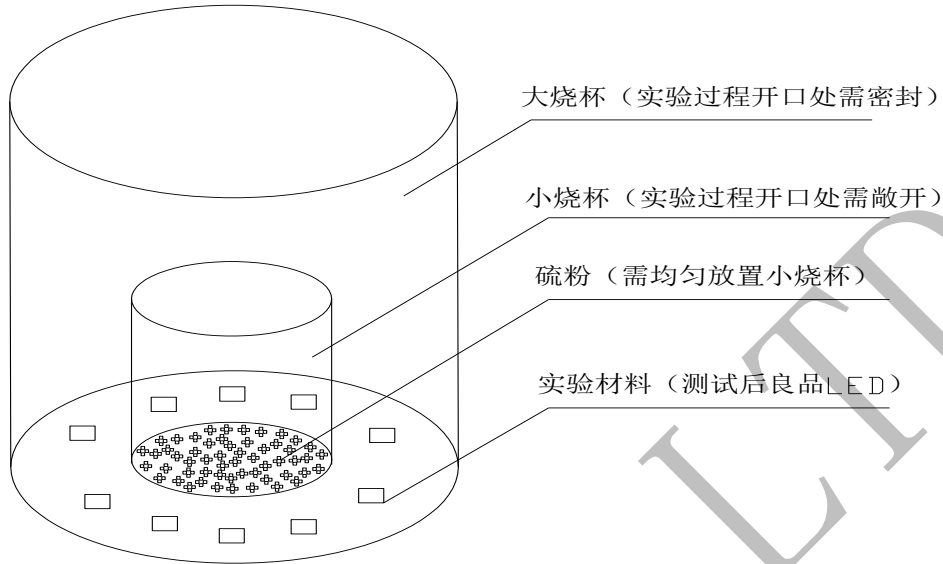 大烧杯（实验过程开口处需密封）
小烧杯（实验过程开口处需敞开）
硫粉（需均匀放置小烧杯）
实验材料（测试后良品LED）
LTD